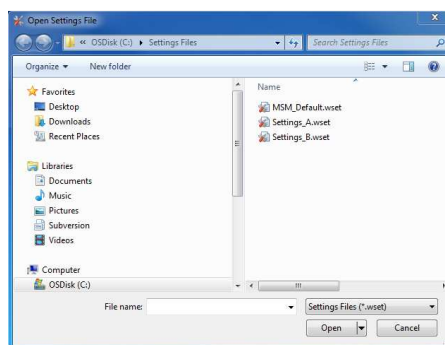 Open Settings File
« OSDisk (C:) ▸ Settings Files
Search Settings Files
Organize
New folder
Favorites
Desktop
Downloads
Recent Places
Libraries
Documents
Music
Pictures
Subversion
Videos
Computer
OSDisk (C:)
Name
MSM_Default.wset
Settings_A.wset
Settings_B.wset
File name:
Settings Files (*.wset)
Open
Cancel